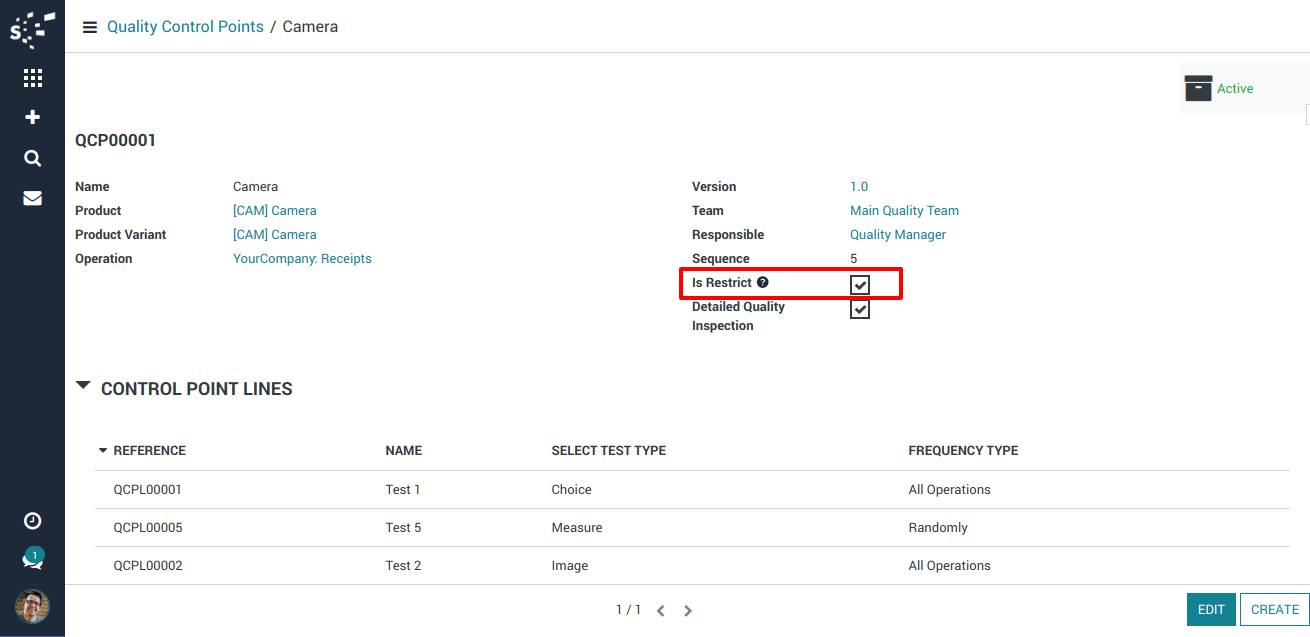 Quality Control Points / Camera
Active
QCP00001
Name Camera
Product [CAM] Camera
Product Variant [CAM] Camera
Operation YourCompany: Receipts
Version 1.0
Team Main Quality Team
Responsible Quality Manager
Sequence 5
Is Restrict ?
Detailed Quality
Inspection
CONTROL POINT LINES
REFERENCE NAME SELECT TEST TYPE FREQUENCY TYPE
QCPL00001 Test 1 Choice All Operations
QCPL00005 Test 5 Measure Randomly
QCPL00002 Test 2 Image All Operations
1 / 1
EDIT CREATE
s
1